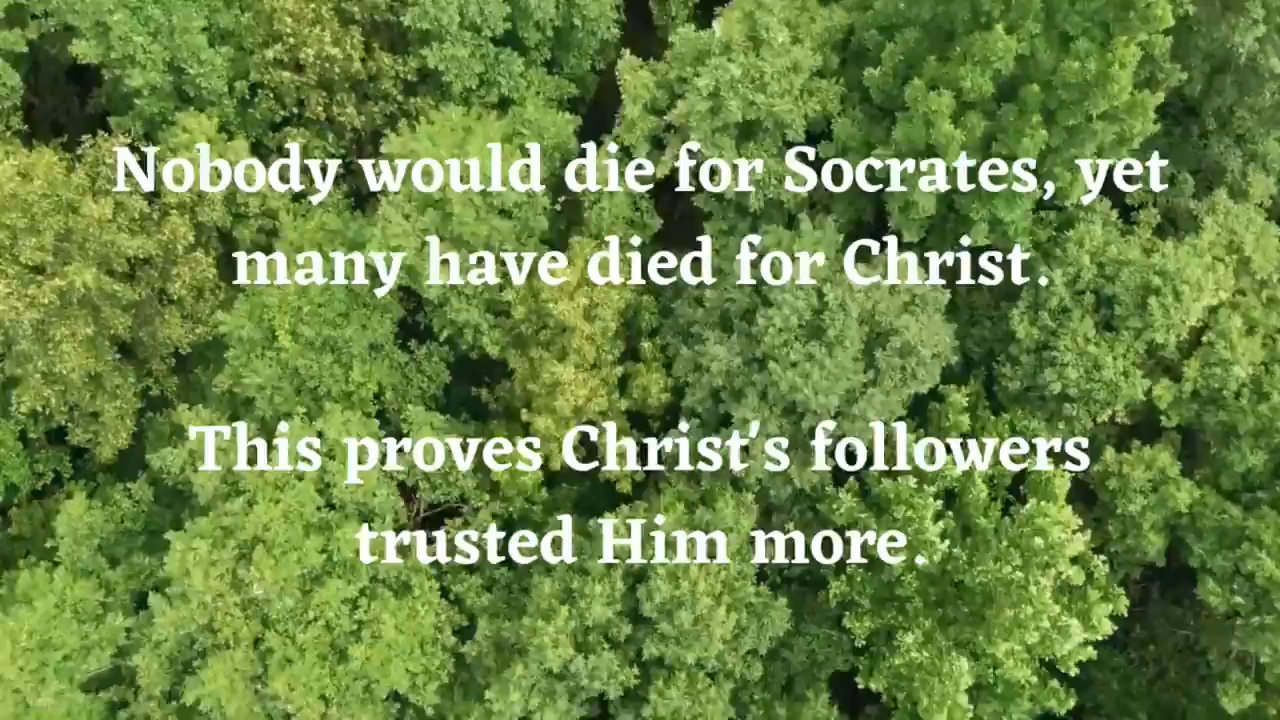 Nobody would die for Socrates, yet
many have died for Christ.
This proves Christ's followers
trusted Him more.